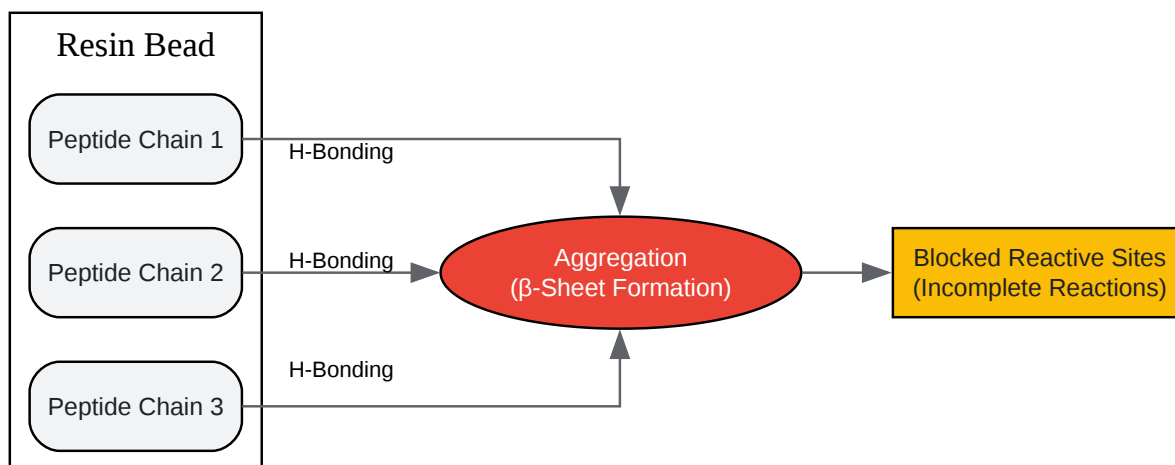 Resin Bead
Peptide Chain 1
H-Bonding
Peptide Chain 2
H-Bonding
Aggregation
(β-Sheet Formation)
Blocked Reactive Sites
(Incomplete Reactions)
H-Bonding
Peptide Chain 3